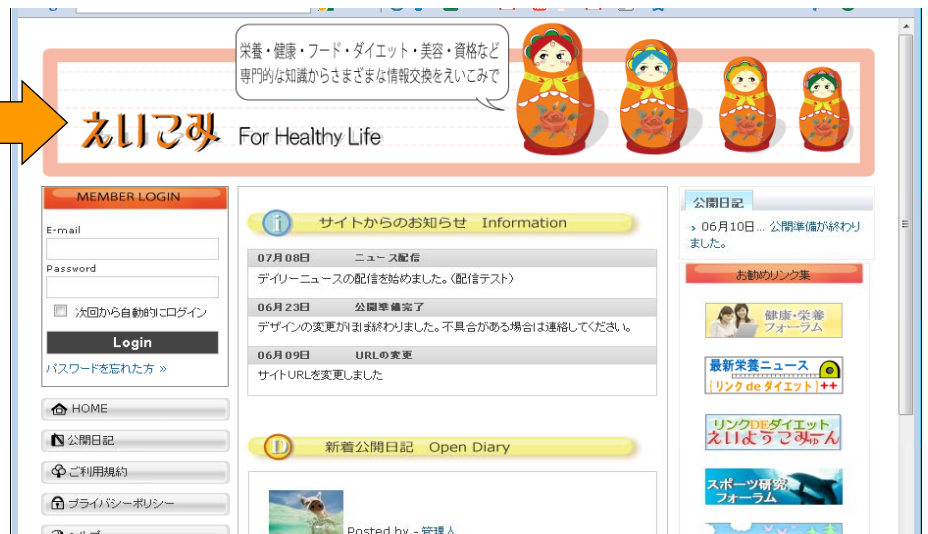 栄養・健康・フード・ダイエット・美容・資格など
専門的な知識からさまざまな情報交換をえいこみで
えいこみ For Healthy Life
MEMBER LOGIN
E-mail
Password
次回から自動的にログイン
Login
パスワードを忘れた方 »
HOME
公開日記
ご利用規約
プライバシーポリシー
サイトからのお知らせ Information
07月08日 ニュース配信
デイリーニュースの配信を始めました。(配信テスト)
06月23日 公開準備完了
デザインの変更がほぼ終わりました。不具合がある場合は連絡してください。
06月09日 URLの変更
サイトURLを変更しました
新着公開日記 Open Diary
Posted by - 管理人
公開日記
› 06月10日... 公開準備が終わり
ました。
お勧めリンク集
健康・栄養
フォーラム
最新栄養ニュース
(リンク de ダイエット)++
リンクDEダイエット
えいようこみゅーん
スポーツ研究
フォーラム